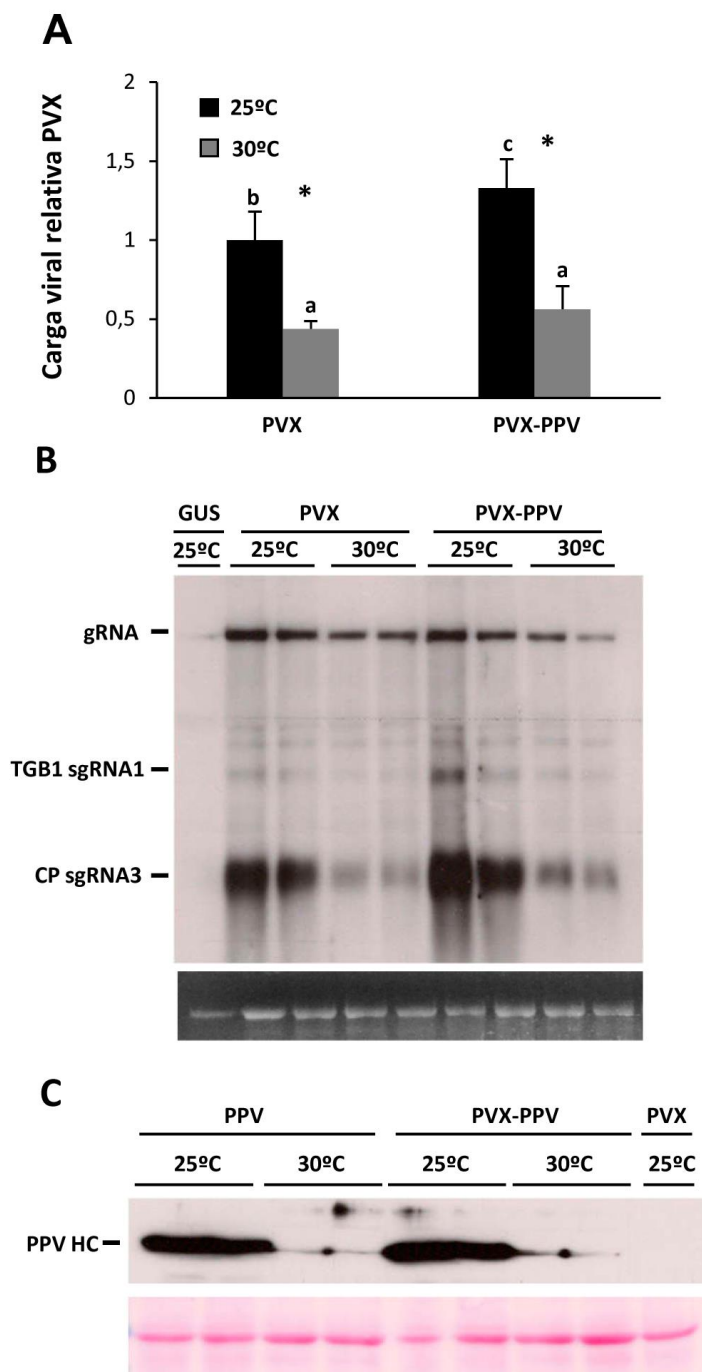 A
Carga viral relativa PVX
2
1,5
1
0,5
0
25ºC
30ºC
b
*
a
c
*
a
PVX
PVX-PPV
B
GUS
PVX
PVX-PPV
25ºC
25ºC
30ºC
25ºC
30ºC
gRNA
TGB1 sgRNA1
CP sgRNA3
C
PPV
PVX-PPV
PVX
25ºC
30ºC
25ºC
30ºC
25ºC
PPV HC